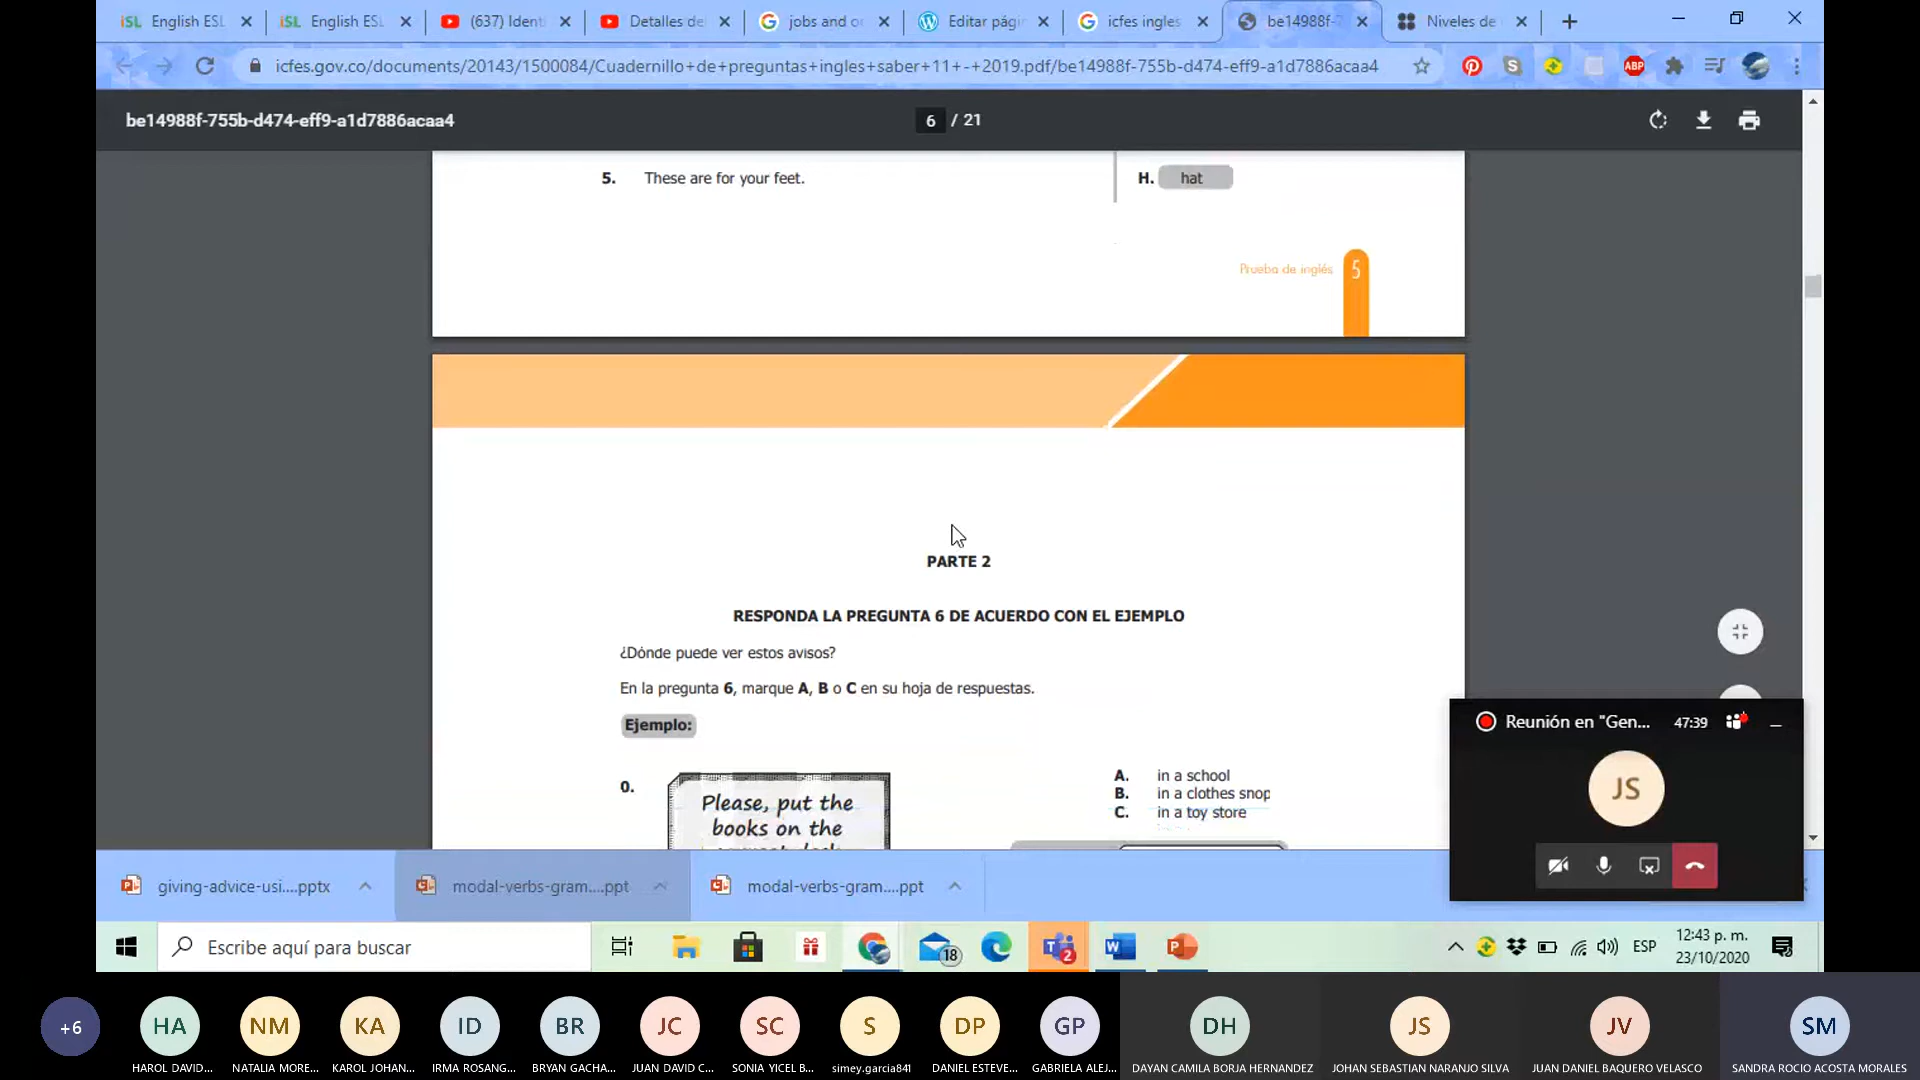 English ESL
English ESL
(637) Ident
Detalles de
jobs and o
Editar pági
icfes ingles
be14988f-7
Niveles de
icfes.gov.co/documents/20143/1500084/Cuadernillo+de+preguntas+ingles+saber+11+-+2019.pdf/be14988f-755b-d474-eff9-a1d7886acaa4
ABP
be14988f-755b-d474-eff9-a1d7886acaa4
6 / 21
5. These are for your feet.
H. hat
Prueba de inglés 5
PARTE 2
RESPONDA LA PREGUNTA 6 DE ACUERDO CON EL EJEMPLO
¿Dónde puede ver estos avisos?
En la pregunta 6, marque A, B o C en su hoja de respuestas.
Ejemplo:
0.
Please, put the
books on the
A. in a school
B. in a clothes shop
C. in a toy store
Reunión en "Gen... 47:39
JS
giving-advice-usi....pptx
modal-verbs-gram....ppt
modal-verbs-gram....ppt
Escribe aquí para buscar
18
2
ESP
12:43 p. m.
23/10/2020
+6
HA
NM
KA
ID
BR
JC
SC
S
DP
GP
DH
JS
JV
SM
HAROL DAVID...
NATALIA MORE...
KAROL JOHAN...
IRMA ROSANG...
BRYAN GACHA...
JUAN DAVID C...
SONIA YICEL B...
simey.garcia841
DANIEL ESTEVE...
GABRIELA ALEJ...
DAYAN CAMILA BORJA HERNANDEZ
JOHAN SEBASTIAN NARANJO SILVA
JUAN DANIEL BAQUERO VELASCO
SANDRA ROCIO ACOSTA MORALES